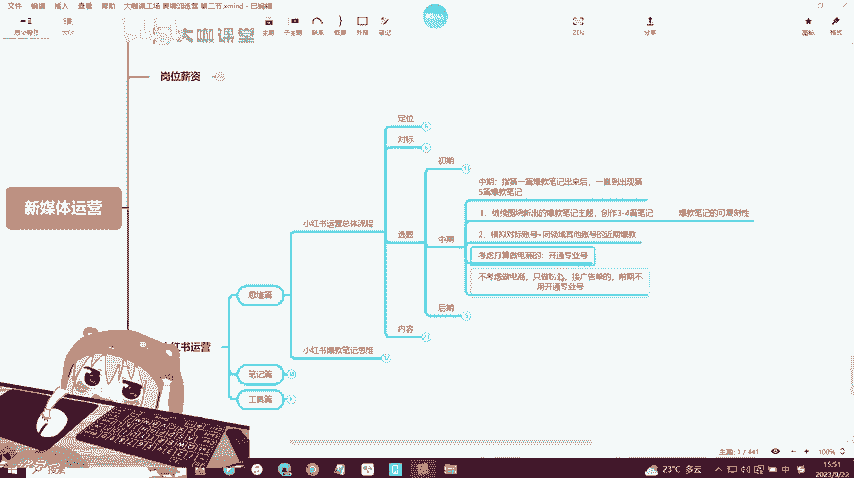 文件 编辑 插入 查看 帮助 大咖课工场 新媒体运营 第二节.xmind - 已编辑
大咖课堂
主题 子主题 联系 概要 外框 笔记
ZEN
分享
图标 格式
岗位薪资
新媒体运营
小红书运营
思维篇
笔记篇
工具篇
小红书运营总体流程
小红书爆款笔记思维
定位
对标
选题
内容
初期
中期
后期
中期：指第一篇爆款笔记出来后，一直到出现第
5篇爆款笔记
1、继续围绕新出的爆款笔记主题，创作3-4篇笔记
爆款笔记的可复制性
2、模拟对标账号+同领域其他账号的近期爆款
考虑打算做电商的：开通专业号
不考虑做电商，只做收益，接广告单的，前期不
用开通专业号
主题: 1 / 441
100%
23°C 多云
中
15:51
2023/9/22